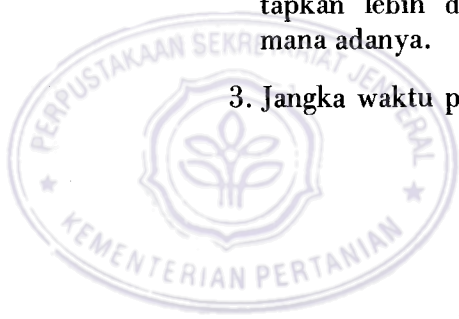 tapkan lebih d
mana adanya.
3. Jangka waktu p
PERPUSTAKAAN SEKRETARIAT JENDERAL
KEMENTERIAN PERTANIAN